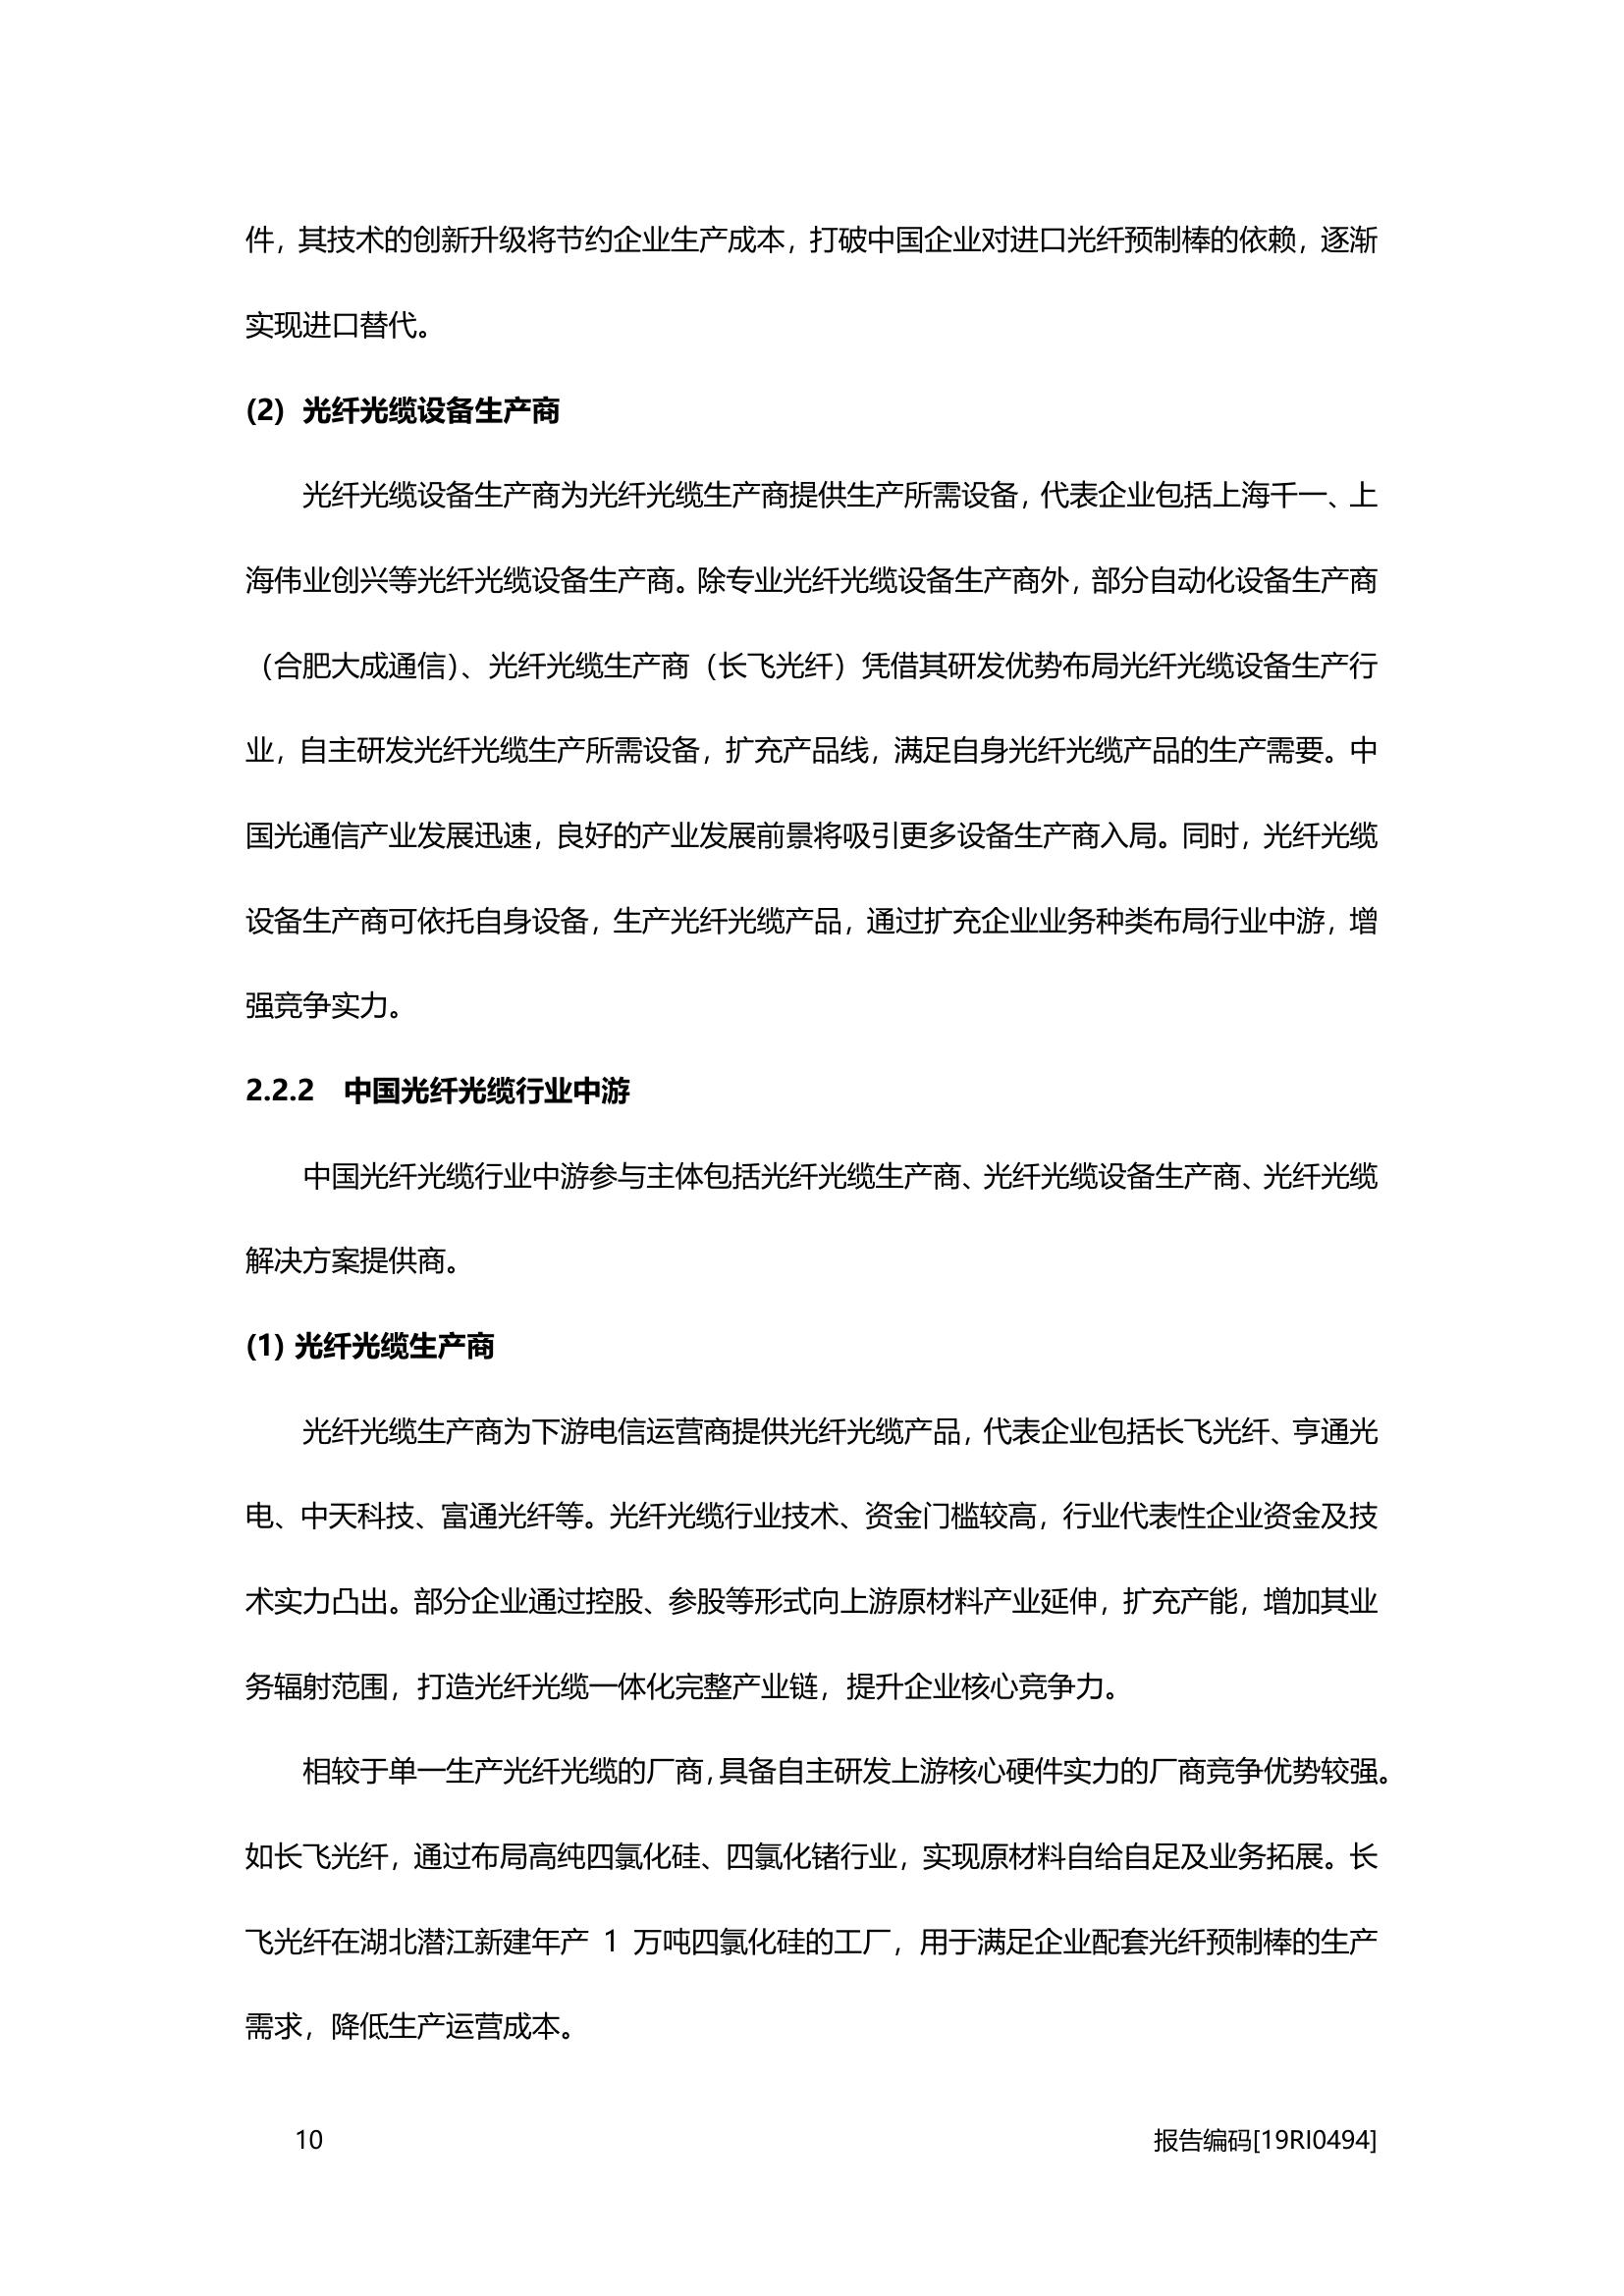 件，其技术的创新升级将节约企业生产成本，打破中国企业对进口光纤预制棒的依赖，逐渐
实现进口替代。
(2) 光纤光缆设备生产商
光纤光缆设备生产商为光纤光缆生产商提供生产所需设备，代表企业包括上海千一、上
海伟业创兴等光纤光缆设备生产商。除专业光纤光缆设备生产商外，部分自动化设备生产商
（合肥大成通信）、光纤光缆生产商（长飞光纤）凭借其研发优势布局光纤光缆设备生产行
业，自主研发光纤光缆生产所需设备，扩充产品线，满足自身光纤光缆产品的生产需要。中
国光通信产业发展迅速，良好的产业发展前景将吸引更多设备生产商入局。同时，光纤光缆
设备生产商可依托自身设备，生产光纤光缆产品，通过扩充企业业务种类布局行业中游，增
强竞争实力。
2.2.2 中国光纤光缆行业中游
中国光纤光缆行业中游参与主体包括光纤光缆生产商、光纤光缆设备生产商、光纤光缆
解决方案提供商。
(1) 光纤光缆生产商
光纤光缆生产商为下游电信运营商提供光纤光缆产品，代表企业包括长飞光纤、亨通光
电、中天科技、富通光纤等。光纤光缆行业技术、资金门槛较高，行业代表性企业资金及技
术实力凸出。部分企业通过控股、参股等形式向上游原材料产业延伸，扩充产能，增加其业
务辐射范围，打造光纤光缆一体化完整产业链，提升企业核心竞争力。
相较于单一生产光纤光缆的厂商，具备自主研发上游核心硬件实力的厂商竞争优势较强。
如长飞光纤，通过布局高纯四氯化硅、四氯化锗行业，实现原材料自给自足及业务拓展。长
飞光纤在湖北潜江新建年产 1 万吨四氯化硅的工厂，用于满足企业配套光纤预制棒的生产
需求，降低生产运营成本。
10
报告编码[19RI0494]